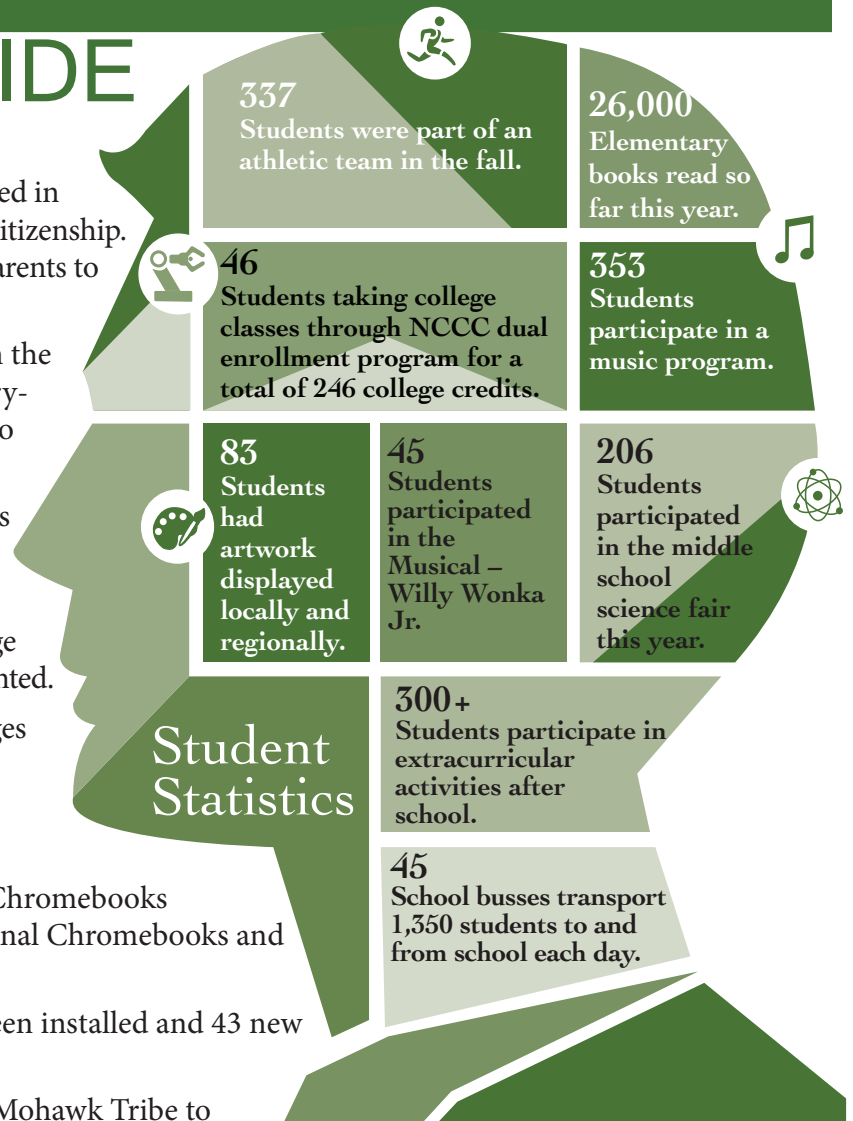 IDE
ed in
itizenship.
arents to
n the
ry-
o
s
ge
nted.
ges
Chromebooks
nal Chromebooks and
een installed and 43 new
Mohawk Tribe to
337
Students were part of an
athletic team in the fall.
26,000
Elementary
books read so
far this year.
46
Students taking college
classes through NCCC dual
enrollment program for a
total of 246 college credits.
353
Students
participate in a
music program.
83
Students
had
artwork
displayed
locally and
regionally.
45
Students
participated
in the
Musical –
Willy Wonka
Jr.
206
Students
participated
in the middle
school
science fair
this year.
Student
Statistics
300+
Students participate in
extracurricular
activities after
school.
45
School busses transport
1,350 students to and
from school each day.